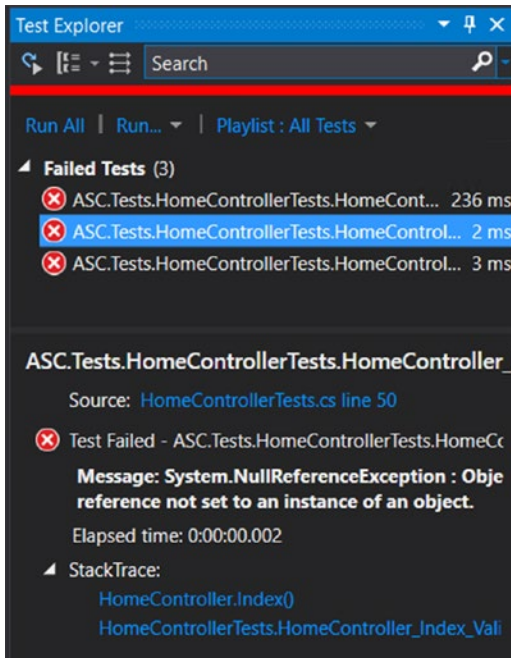 Test Explorer
Search
Run All | Run... | Playlist : All Tests
Failed Tests (3)
ASC.Tests.HomeControllerTests.HomeCont... 236 ms
ASC.Tests.HomeControllerTests.HomeControl... 2 ms
ASC.Tests.HomeControllerTests.HomeControl... 3 ms
ASC.Tests.HomeControllerTests.HomeController_
Source: HomeControllerTests.cs line 50
Test Failed - ASC.Tests.HomeControllerTests.HomeCc
Message: System.NullReferenceException : Obje
reference not set to an instance of an object.
Elapsed time: 0:00:00.002
StackTrace:
HomeController.Index()
HomeControllerTests.HomeController_Index_Vali